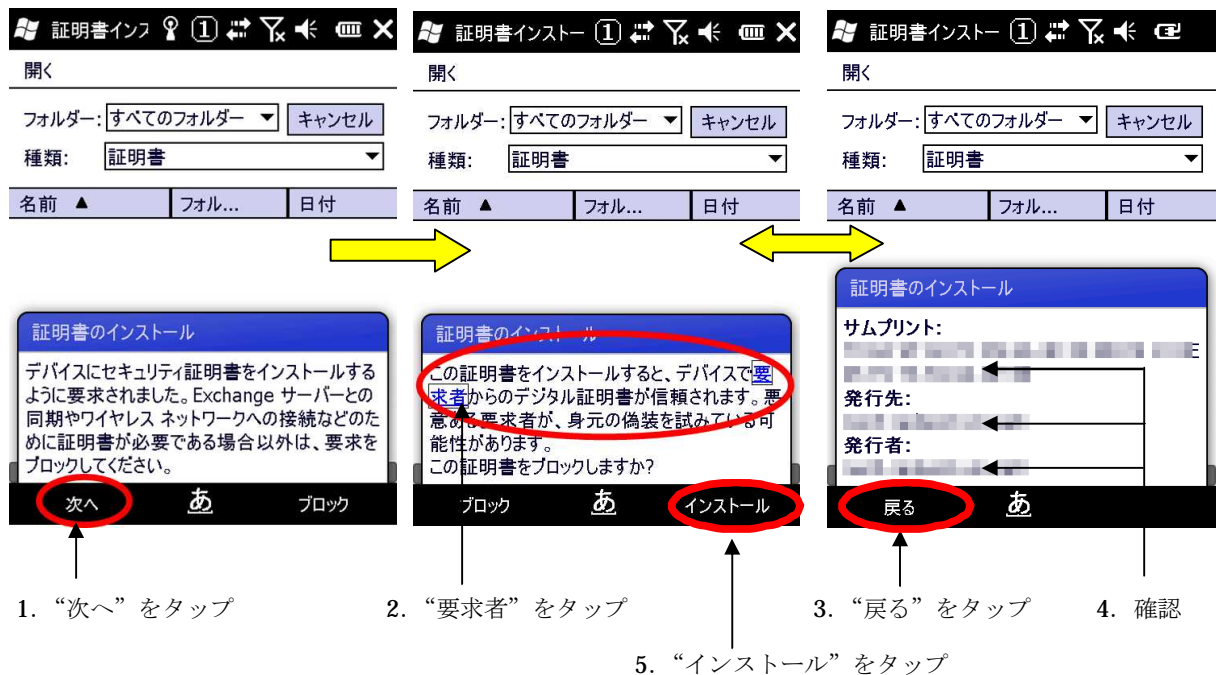 証明書インス
開く
フォルダー: すべてのフォルダー キャンセル
種類: 証明書
名前 ▲ フォル... 日付
証明書のインストール
デバイスにセキュリティ証明書をインストールする
ように要求されました。Exchange サーバーとの
同期やワイヤレス ネットワークへの接続などのた
めに証明書が必要である場合以外は、要求を
ブロックしてください。
次へ あ ブロック
証明書インストー
開く
フォルダー: すべてのフォルダー キャンセル
種類: 証明書
名前 ▲ フォル... 日付
証明書のインストール
この証明書をインストールすると、デバイスで要
求者からのデジタル証明書が信頼されます。悪
意ある要求者が、身元の偽装を試みている可
能性があります。
この証明書をブロックしますか?
ブロック あ インストール
証明書インストー
開く
フォルダー: すべてのフォルダー キャンセル
種類: 証明書
名前 ▲ フォル... 日付
証明書のインストール
サムプリント:
発行先:
発行者:
戻る あ
1. “次へ”をタップ
2. “要求者”をタップ
3. “戻る”をタップ
4. 確認
5. “インストール”をタップ